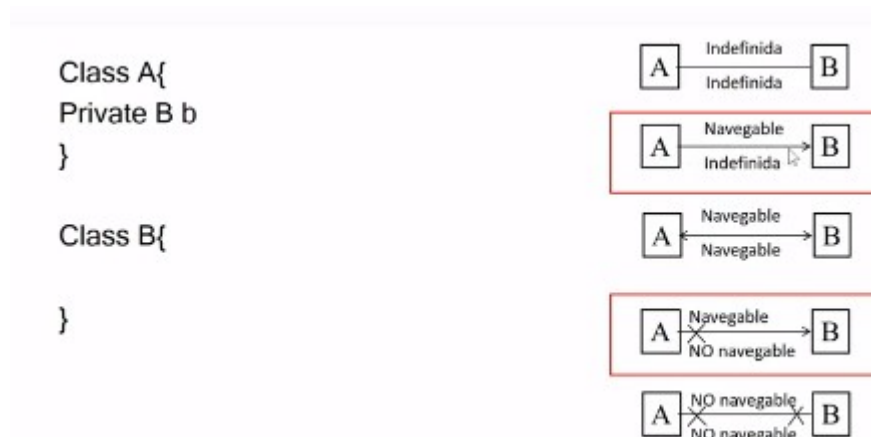 Class A{
Private B b
}
Class B{
}
Indefinida
A B
Indefinida
Navegable
A B
Indefinida
Navegable
A B
Navegable
Navegable
A B
NO navegable
NO navegable
A B
NO navegable